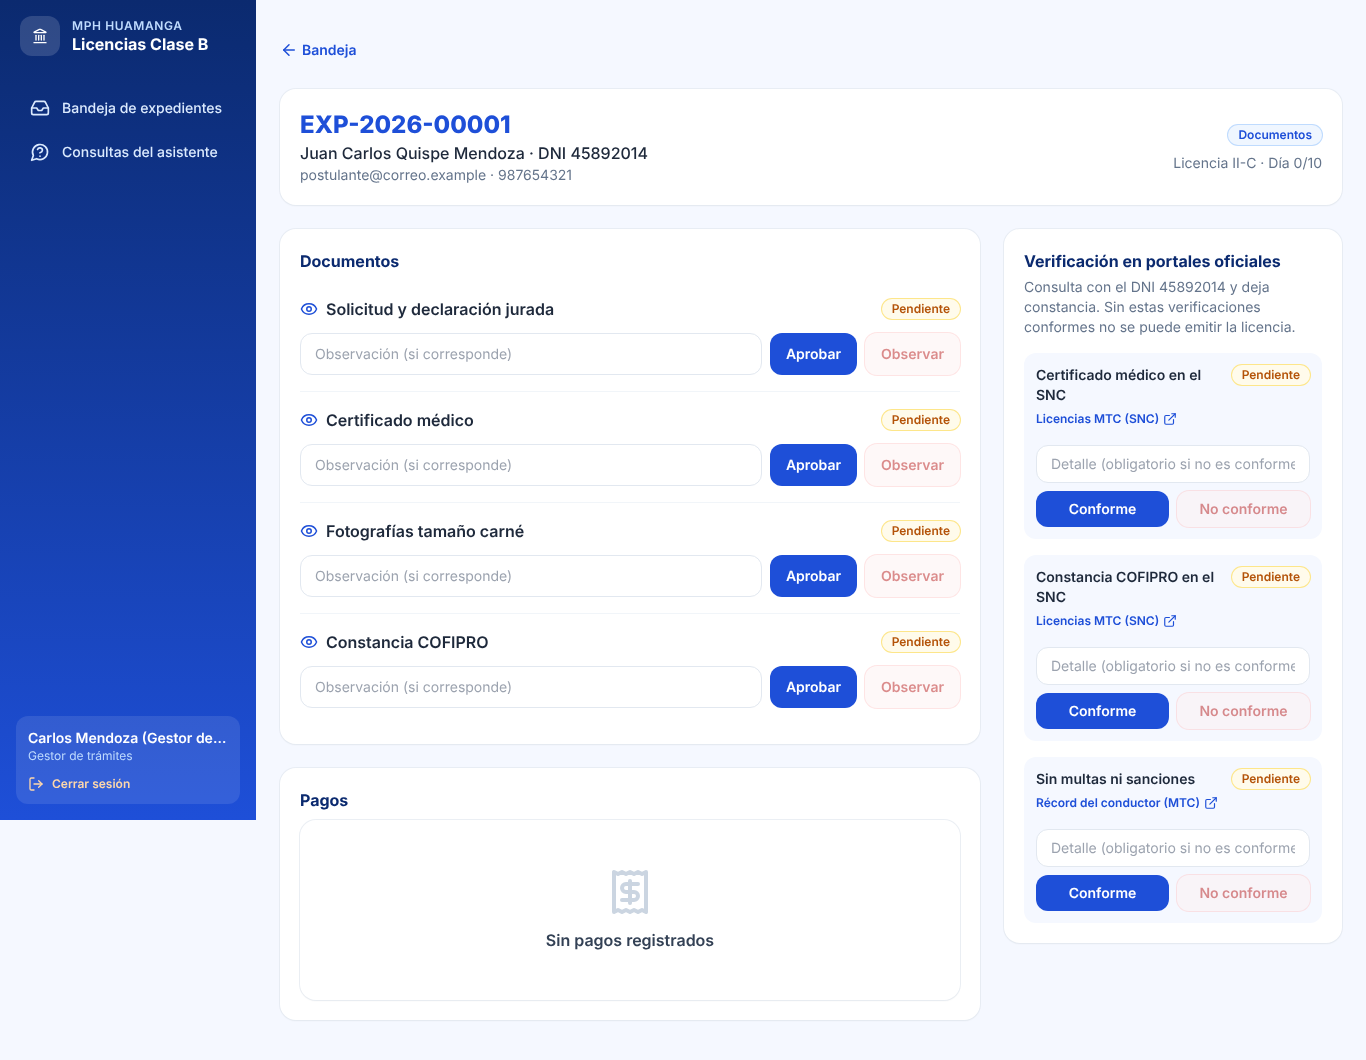 MPH HUAMANGA
Licencias Clase B
Bandeja de expedientes
Consultas del asistente
Carlos Mendoza (Gestor de...
Gestor de trámites
Cerrar sesión
Bandeja
EXP-2026-00001
Juan Carlos Quispe Mendoza · DNI 45892014
postulante@correo.example · 987654321
Documentos
Licencia II-C · Día 0/10
Documentos
Solicitud y declaración jurada
Pendiente
Observación (si corresponde)
Aprobar
Observar
Certificado médico
Pendiente
Observación (si corresponde)
Aprobar
Observar
Fotografías tamaño carné
Pendiente
Observación (si corresponde)
Aprobar
Observar
Constancia COFIPRO
Pendiente
Observación (si corresponde)
Aprobar
Observar
Pagos
Sin pagos registrados
Verificación en portales oficiales
Consulta con el DNI 45892014 y deja
constancia. Sin estas verificaciones
conformes no se puede emitir la licencia.
Certificado médico en el
SNC
Pendiente
Licencias MTC (SNC)
Detalle (obligatorio si no es conforme
Conforme
No conforme
Constancia COFIPRO en el
SNC
Pendiente
Licencias MTC (SNC)
Detalle (obligatorio si no es conforme
Conforme
No conforme
Sin multas ni sanciones
Pendiente
Récord del conductor (MTC)
Detalle (obligatorio si no es conforme
Conforme
No conforme